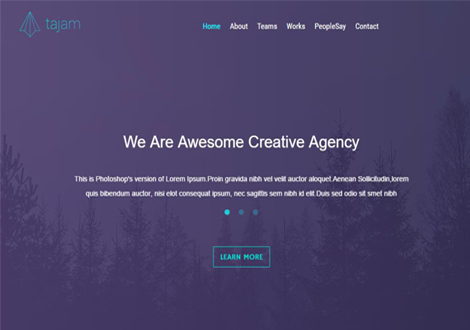 tajam
Home About Teams Works PeopleSay Contact
We Are Awesome Creative Agency
This is Photoshop's version of Lorem Ipsum.Proin gravida nibh vel velit auctor aloquet.Aenean Sollicitudin,lorem
quis bibendum auctor, nisi elot consequat ipsum, nec sagittis sem nibh id elit.Duis sed odio sit smet nibh
LEARN MORE